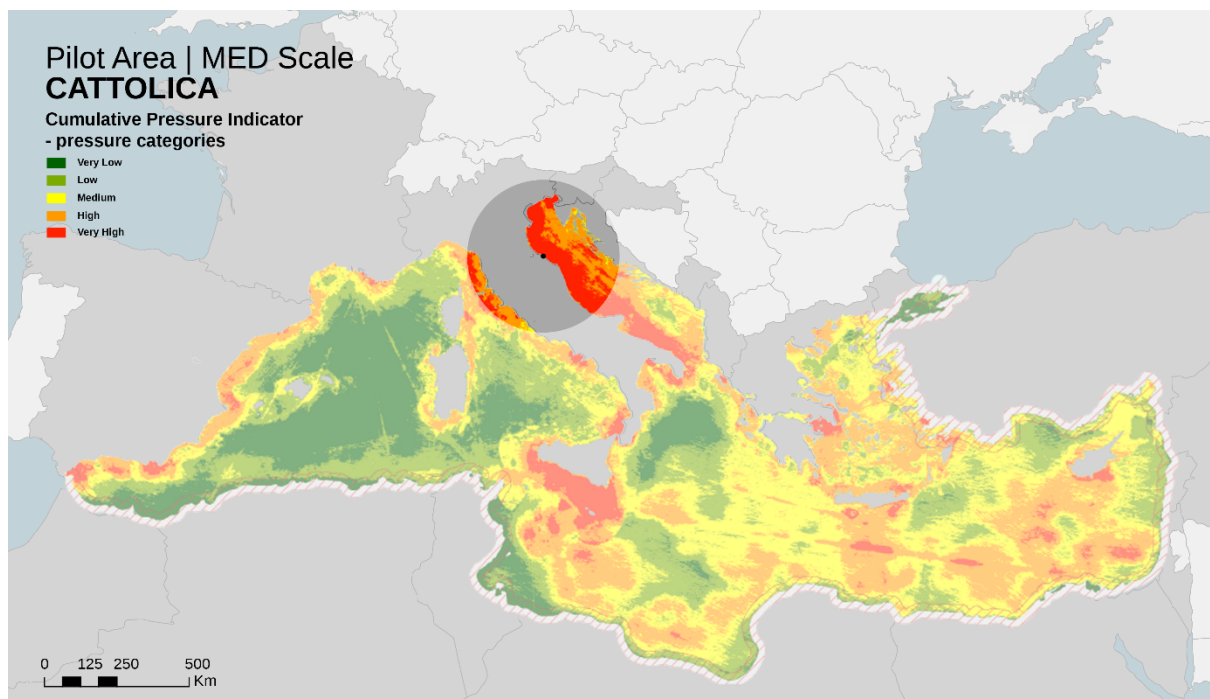 Pilot Area | MED Scale
CATTOLICA
Cumulative Pressure Indicator
- pressure categories
Very Low
Low
Medium
High
Very High
0 125 250 500
Km